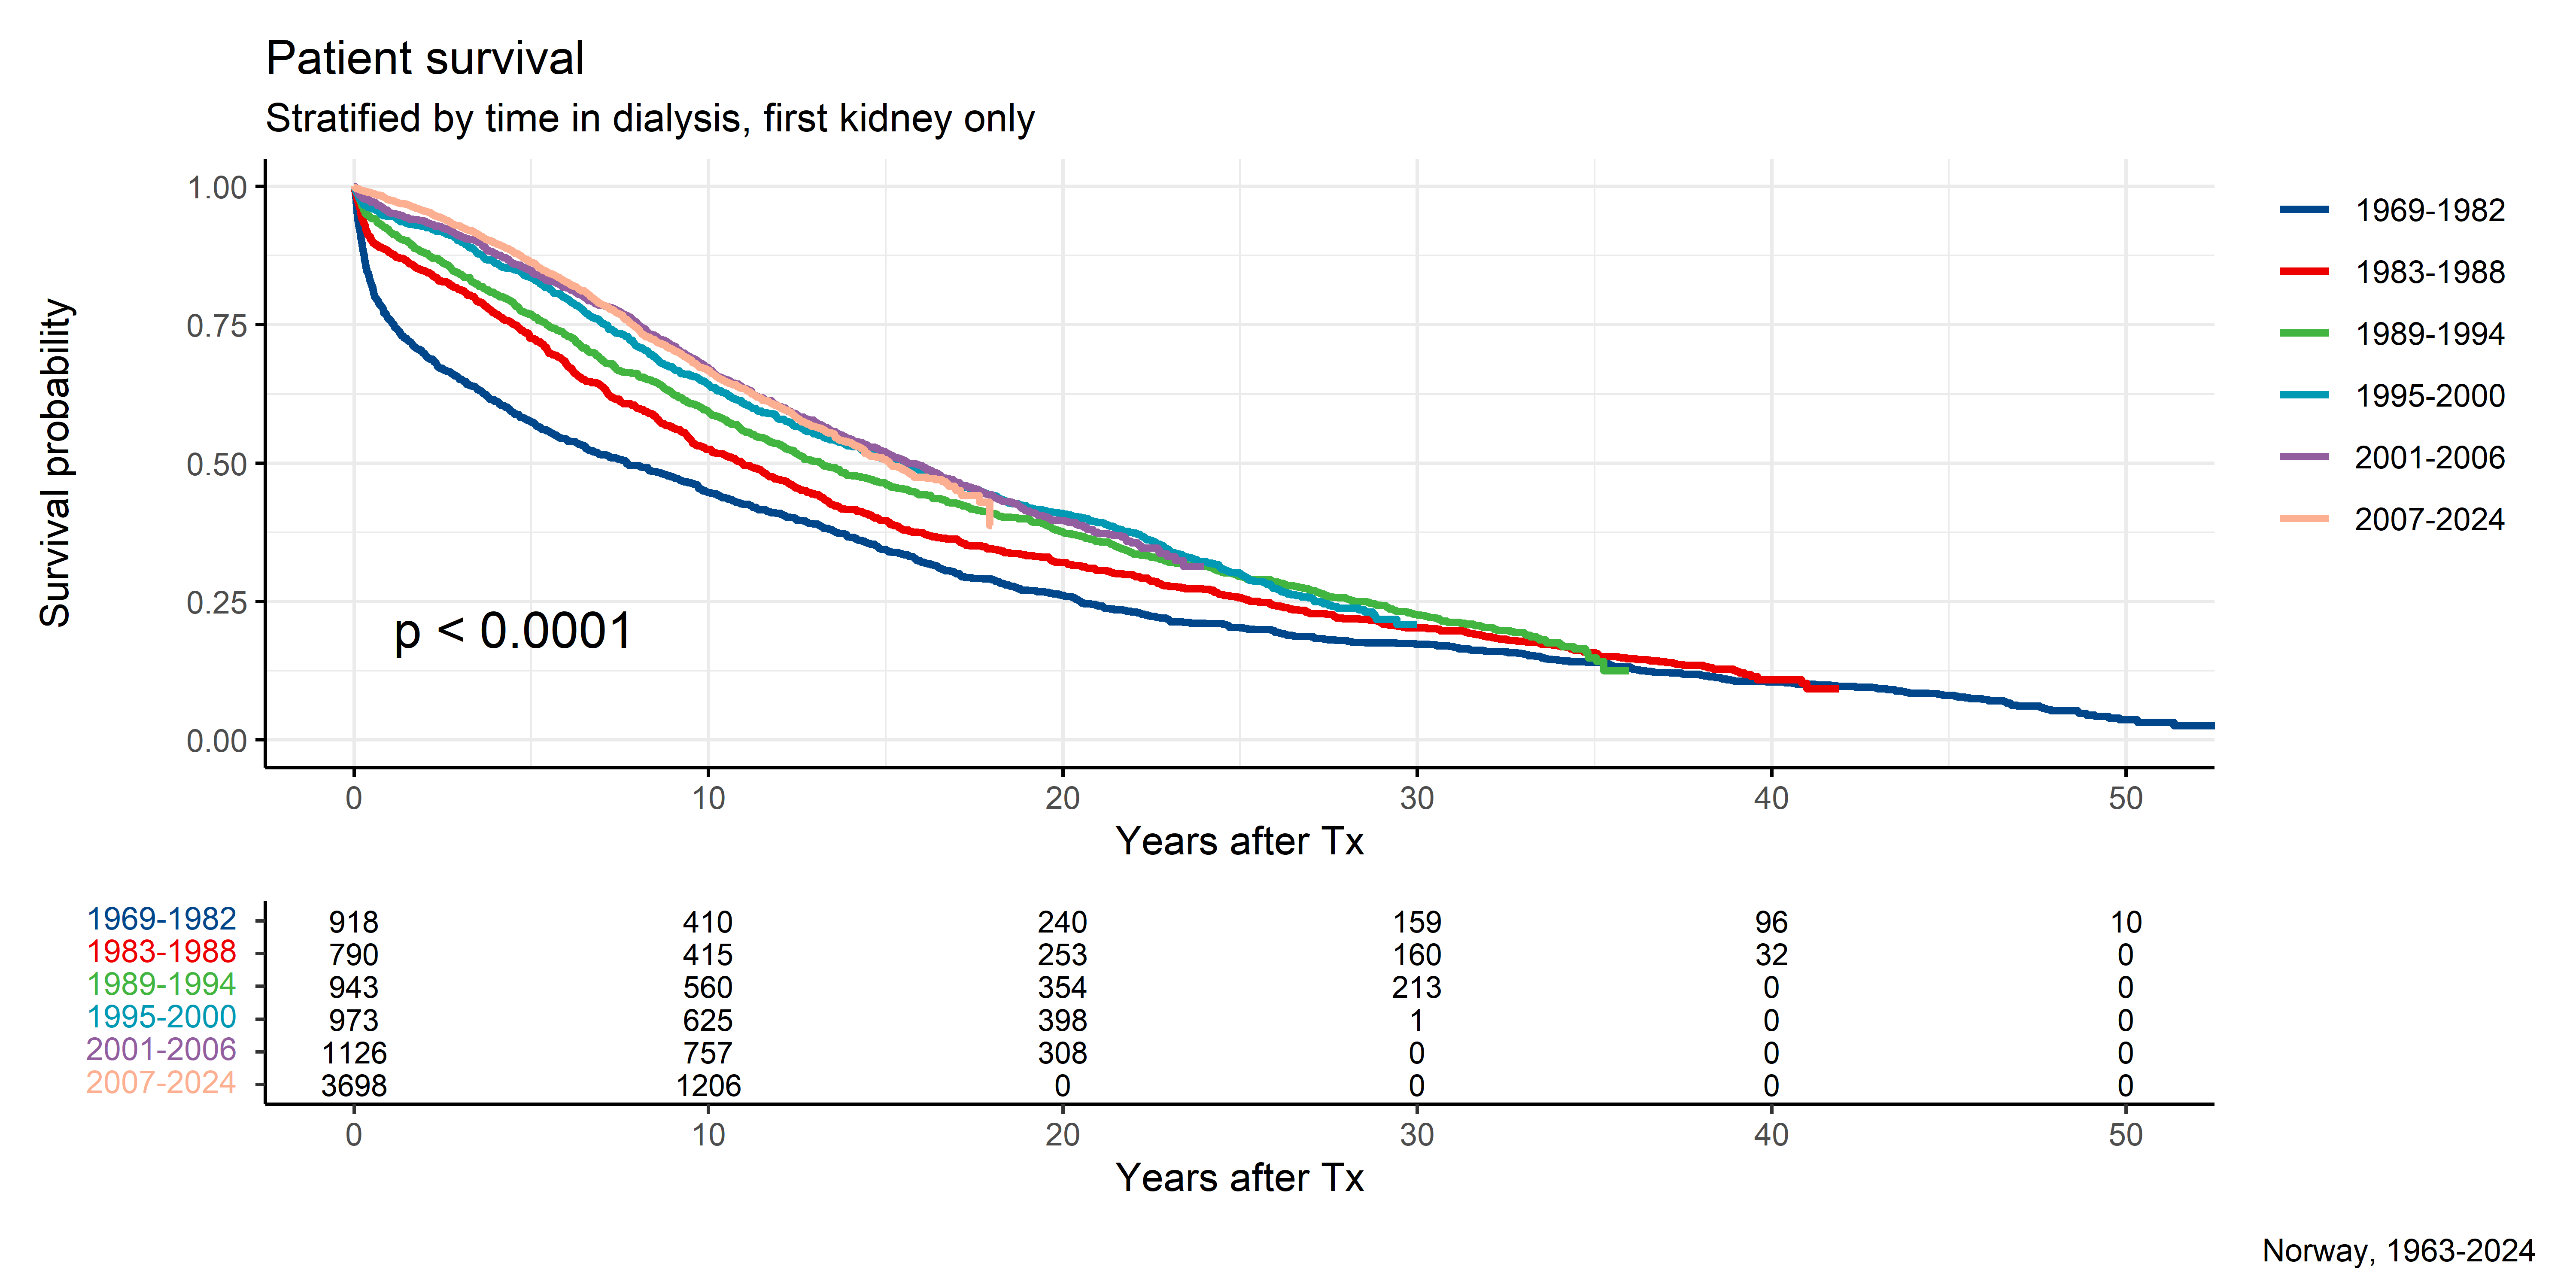 Patient survival
Stratified by time in dialysis, first kidney only
Survival probability
1.00
0.75
0.50
0.25
0.00
p < 0.0001
0 10 20 30 40 50
Years after Tx
1969-1982
1983-1988
1989-1994
1995-2000
2001-2006
2007-2024
1969-1982 918 410 240 159 96 10
1983-1988 790 415 253 160 32 0
1989-1994 943 560 354 213 0 0
1995-2000 973 625 398 1 0 0
2001-2006 1126 757 308 0 0 0
2007-2024 3698 1206 0 0 0 0
0 10 20 30 40 50
Years after Tx
Norway, 1963-2024